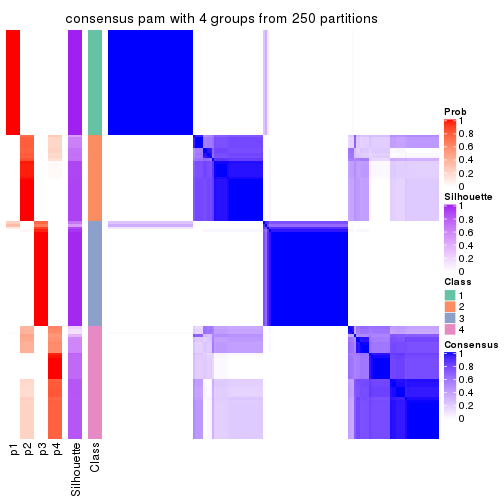 consensus pam with 4 groups from 250 partitions
Prob
1
0.8
0.6
0.4
0.2
0
Silhouette
1
0.8
0.6
0.4
0.2
0
Class
1
2
3
4
Consensus
1
0.8
0.6
0.4
0.2
0
p1
p2
p3
p4
Silhouette
Class